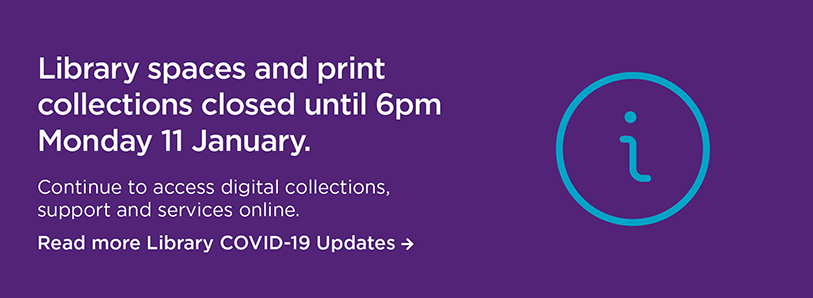 Library spaces and print
collections closed until 6pm
Monday 11 January.
Continue to access digital collections,
support and services online.
Read more Library COVID-19 Updates →